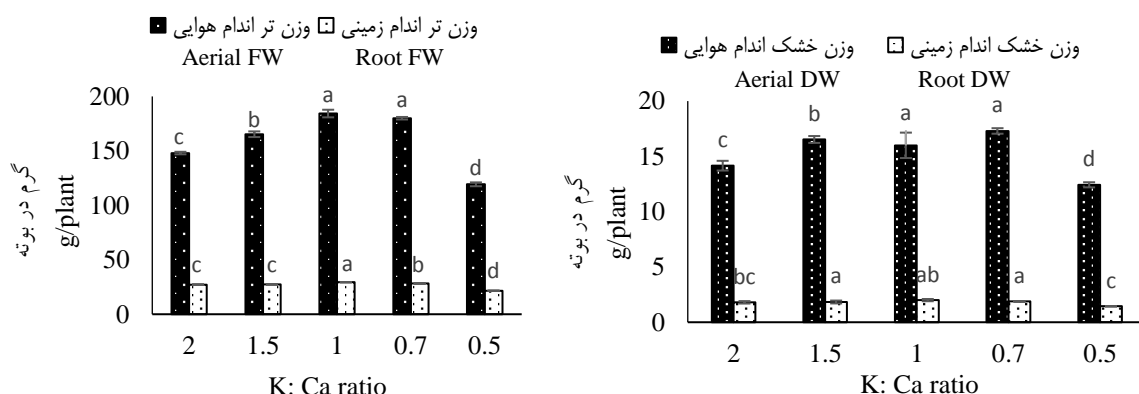 وزن تر اندام هوایی وزن تر اندام زمینی
Aerial FW Root FW
200
150
100
50
0
گرم در بوته
g/plant
c b a a d
c c a b d
2 1.5 1 0.7 0.5
K: Ca ratio
وزن خشک اندام هوایی وزن خشک اندام زمینی
Aerial DW Root DW
20
15
10
5
0
گرم در بوته
g/plant
c b a a d
bc a ab a c
2 1.5 1 0.7 0.5
K: Ca ratio